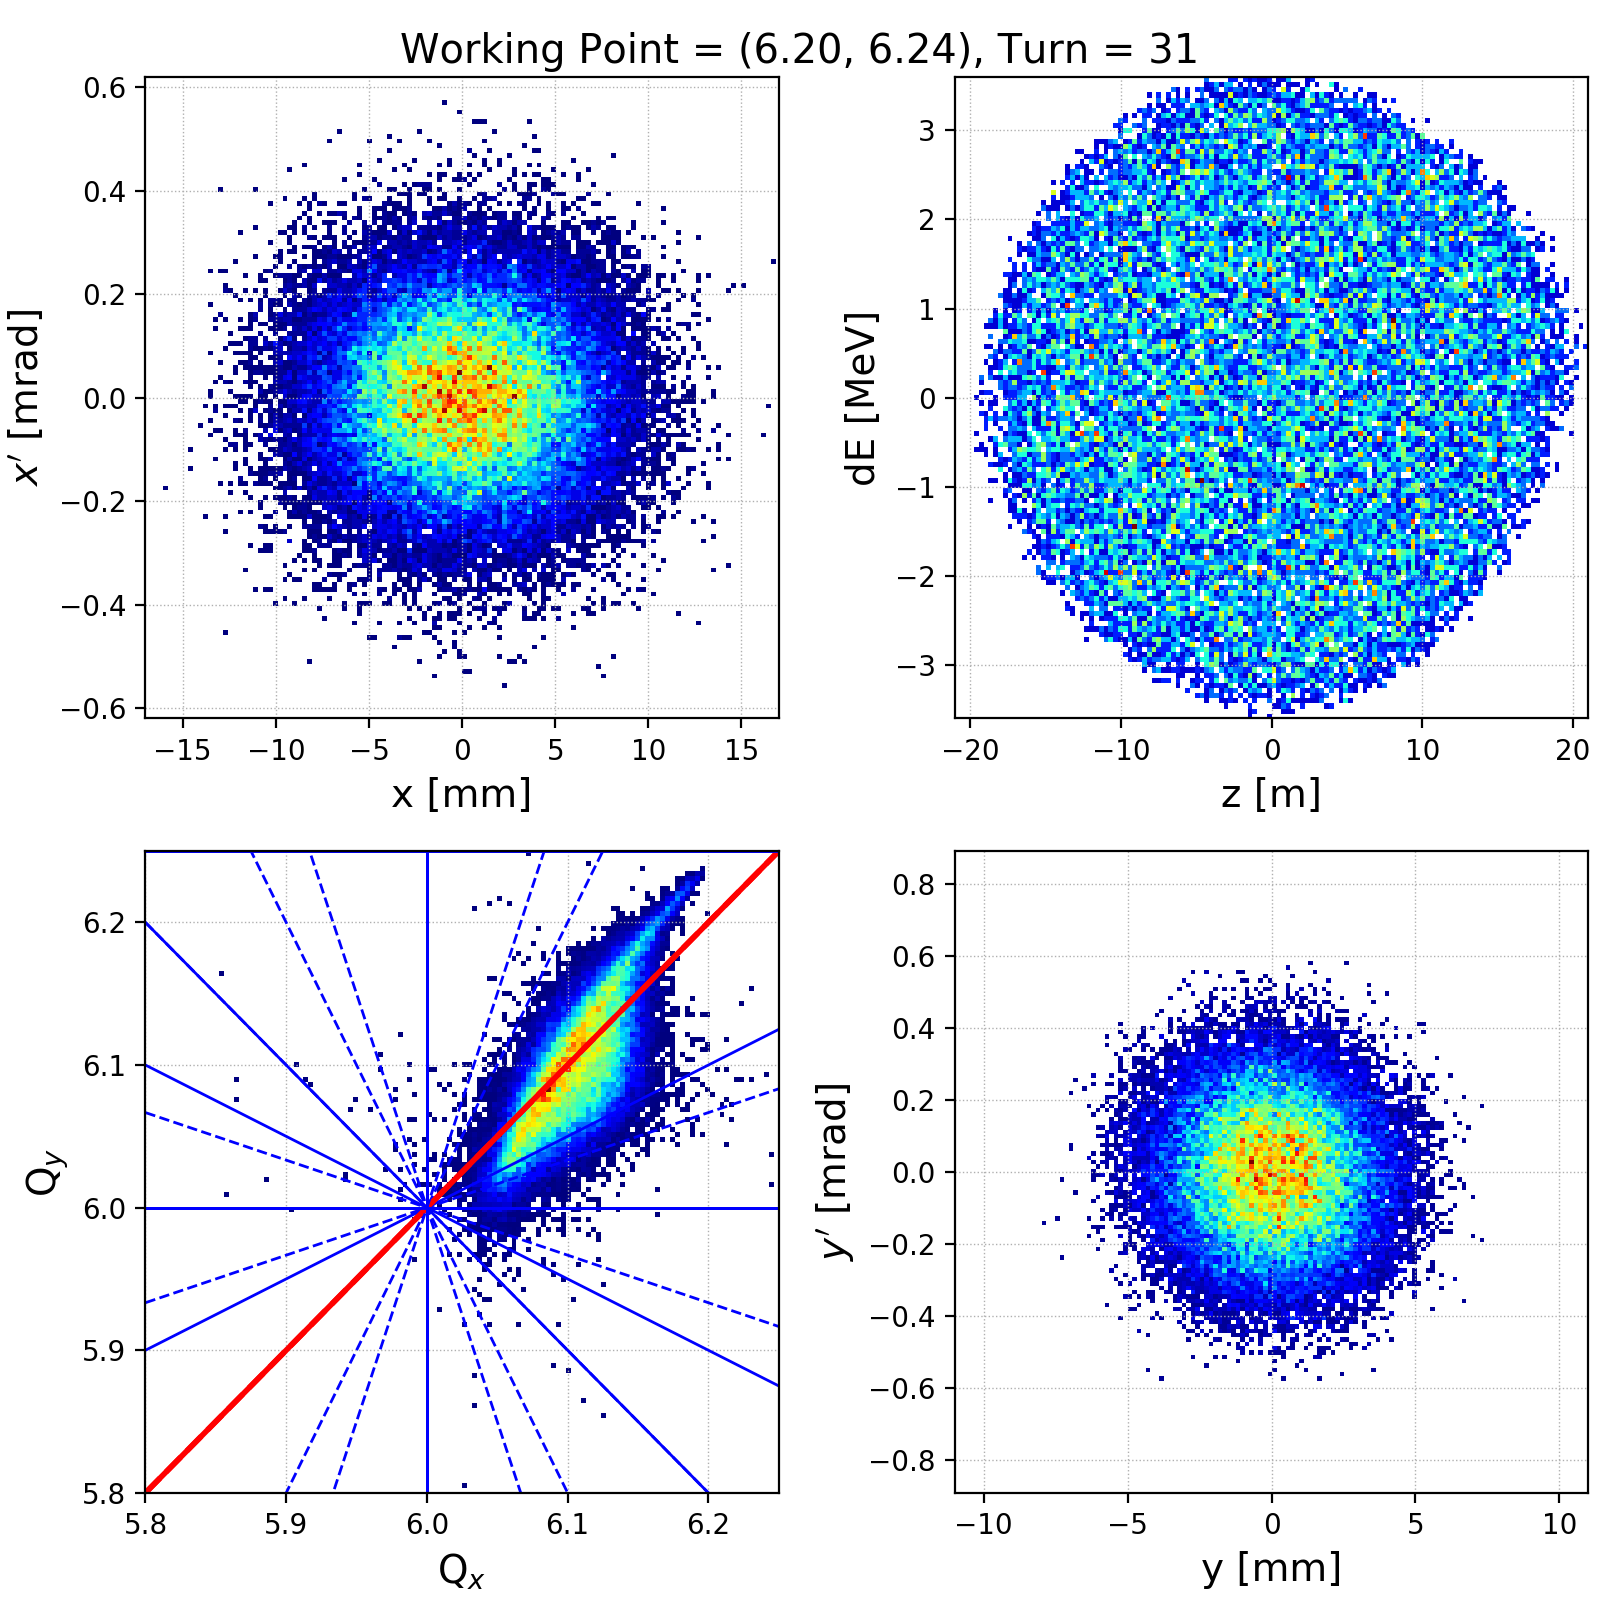 Working Point = (6.20, 6.24), Turn = 31
0.6
0.4
0.2
0.0
−0.2
−0.4
−0.6
x′ [mrad]
−15 −10 −5 0 5 10 15
x [mm]
3
2
1
0
−1
−2
−3
dE [MeV]
−20 −10 0 10 20
z [m]
6.2
6.1
6.0
5.9
5.8
Qy
5.8 5.9 6.0 6.1 6.2
Qx
0.8
0.6
0.4
0.2
0.0
−0.2
−0.4
−0.6
−0.8
y′ [mrad]
−10 −5 0 5 10
y [mm]